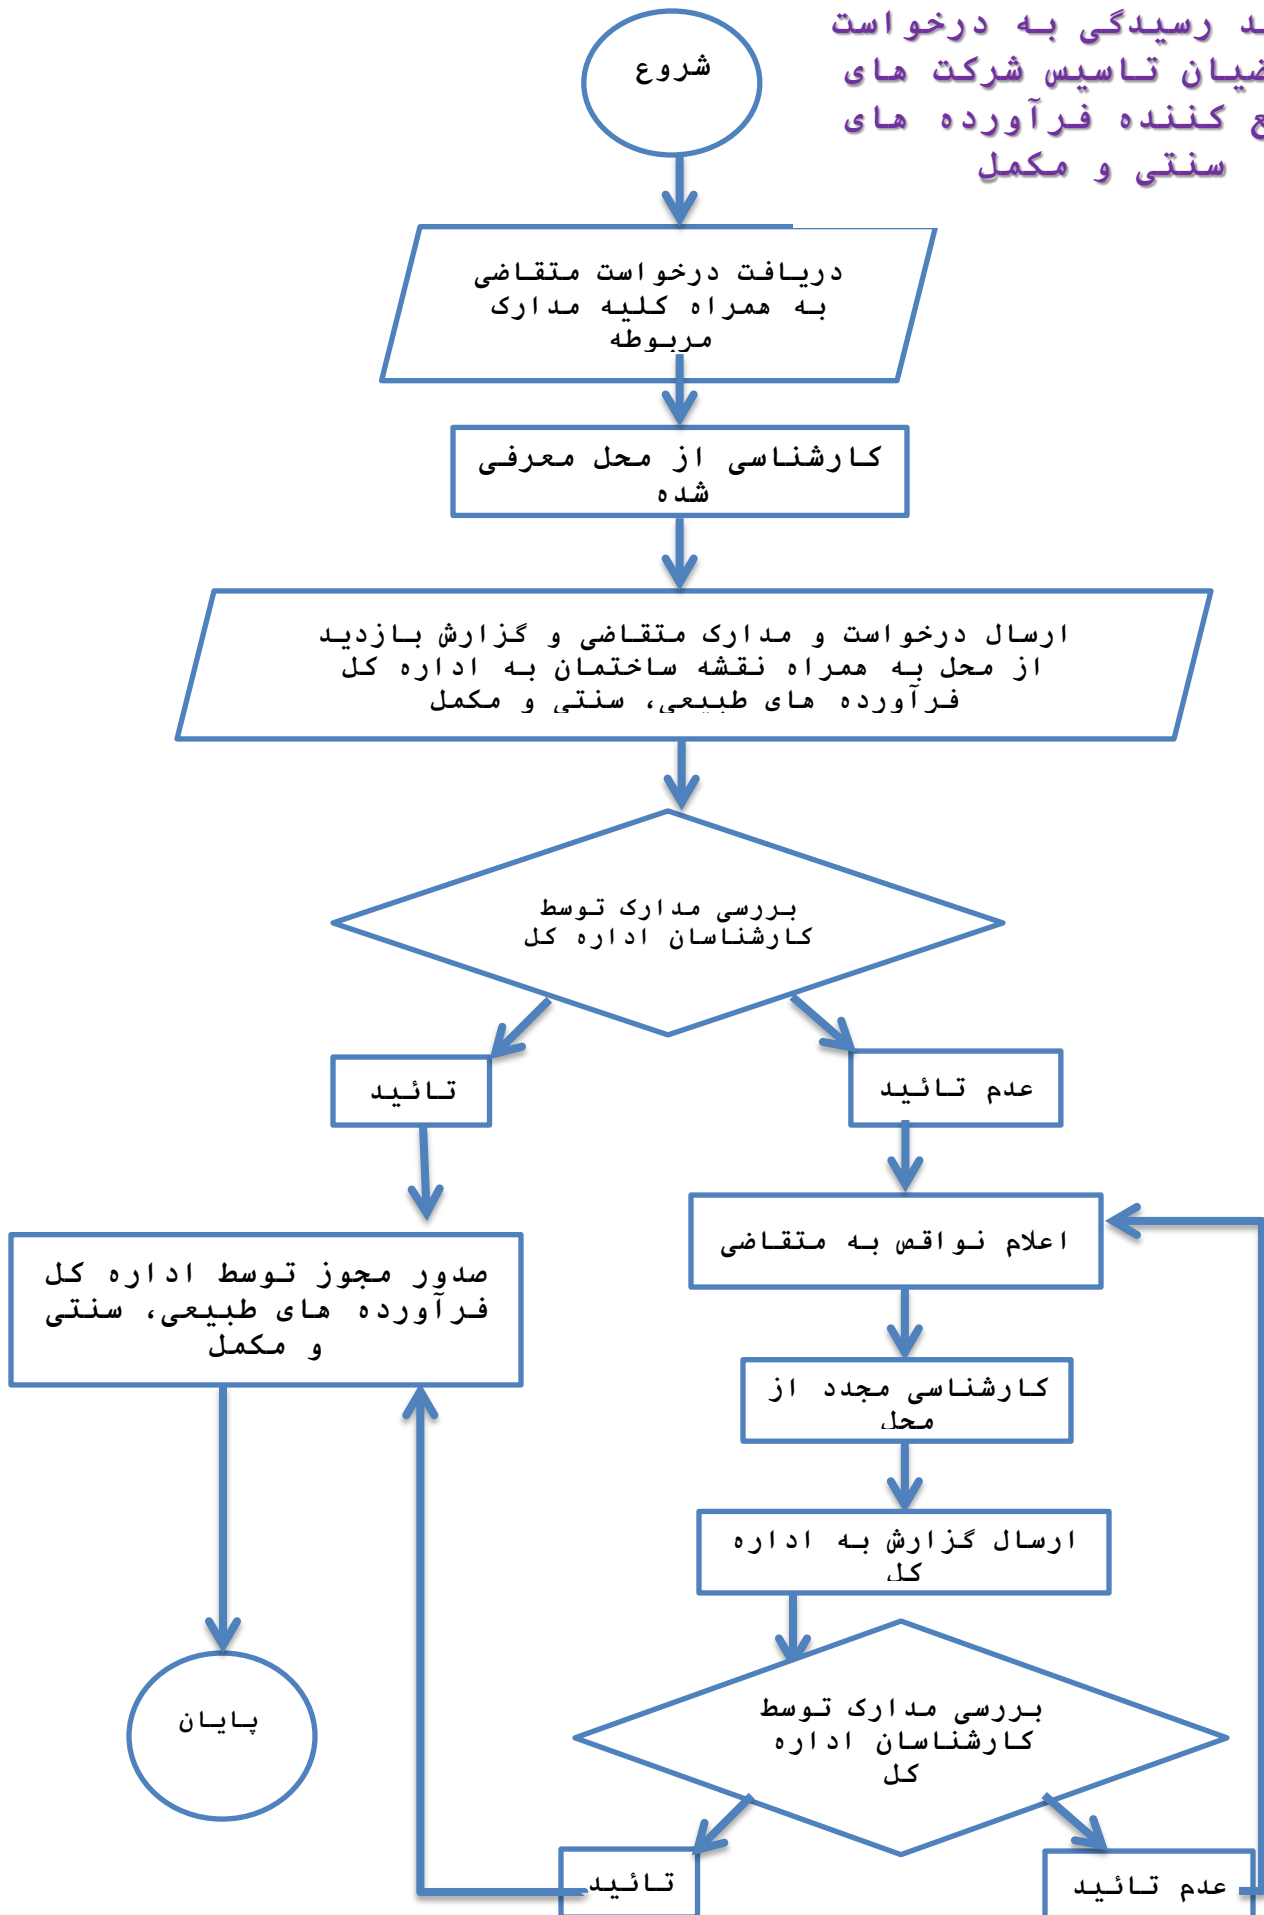 رسیدگی به درخواست
تاسیس شرکت های
کننده فرآورده های
سنتی و مکمل
شروع
دریافت درخواست متقاضی
به همراه کلیه مدارک
مربوطه
کارشناسی از محل معرفی
شده
ارسال درخواست و مدارک متقاضی و گزارش بازدید
از محل به همراه نقشه ساختمان به اداره کل
فرآورده های طبیعی، سنتی و مکمل
بررسی مدارک توسط
کارشناسان اداره کل
عدم تائید
تائید
اعلام نواقص به متقاضی
صدور مجوز توسط اداره کل
فرآورده های طبیعی، سنتی
و مکمل
کارشناسی مجدد از
محل
ارسال گزارش به اداره
کل
بررسی مدارک توسط
کارشناسان اداره
کل
پایان
عدم تائید
تائید